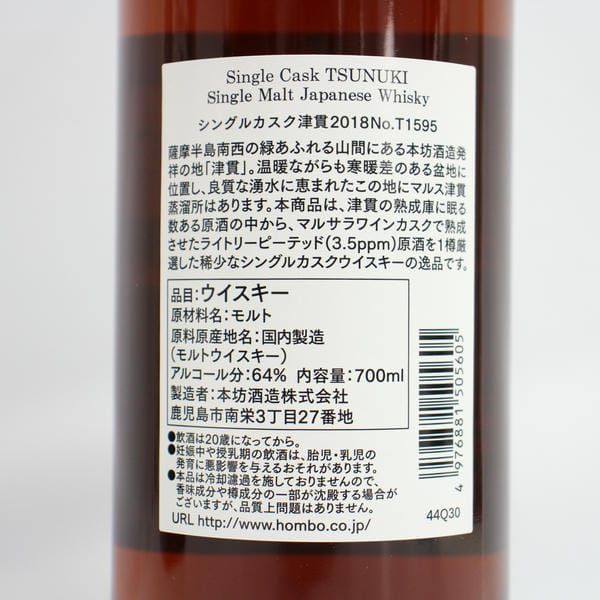 Single Cask TSUNUKI
Single Malt Japanese Whisky
シングルカスク津貫2018No.T1595
薩摩半島南西の緑あふれる山間にある本坊酒造発
祥の地「津貫」。温暖ながらも寒暖差のある盆地に
位置し、良質な湧水に恵まれたこの地にマルス津貫
蒸溜所はあります。本商品は、津貫の熟成庫に眠る
数ある原酒の中から、マルサラワインカスクで熟成
させたライトリーピーテッド(3.5ppm)原酒を1樽厳
選した稀少なシングルカスクウイスキーの逸品です。
品目:ウイスキー
原材料名:モルト
原料原産地名:国内製造
(モルトウイスキー)
アルコール分:64% 内容量:700ml
製造者:本坊酒造株式会社
鹿児島市南栄3丁目27番地
●飲酒は20歳になってから。
●妊娠中や授乳期の飲酒は、胎児・乳児の
発育に悪影響を与えるおそれがあります。
●本品は冷却濾過を施しておりませんので、
香味成分や樽成分の一部が沈殿する場合が
ございますが、品質上問題はありません。
URL http://www.hombo.co.jp/
4 976881 505605
44Q30